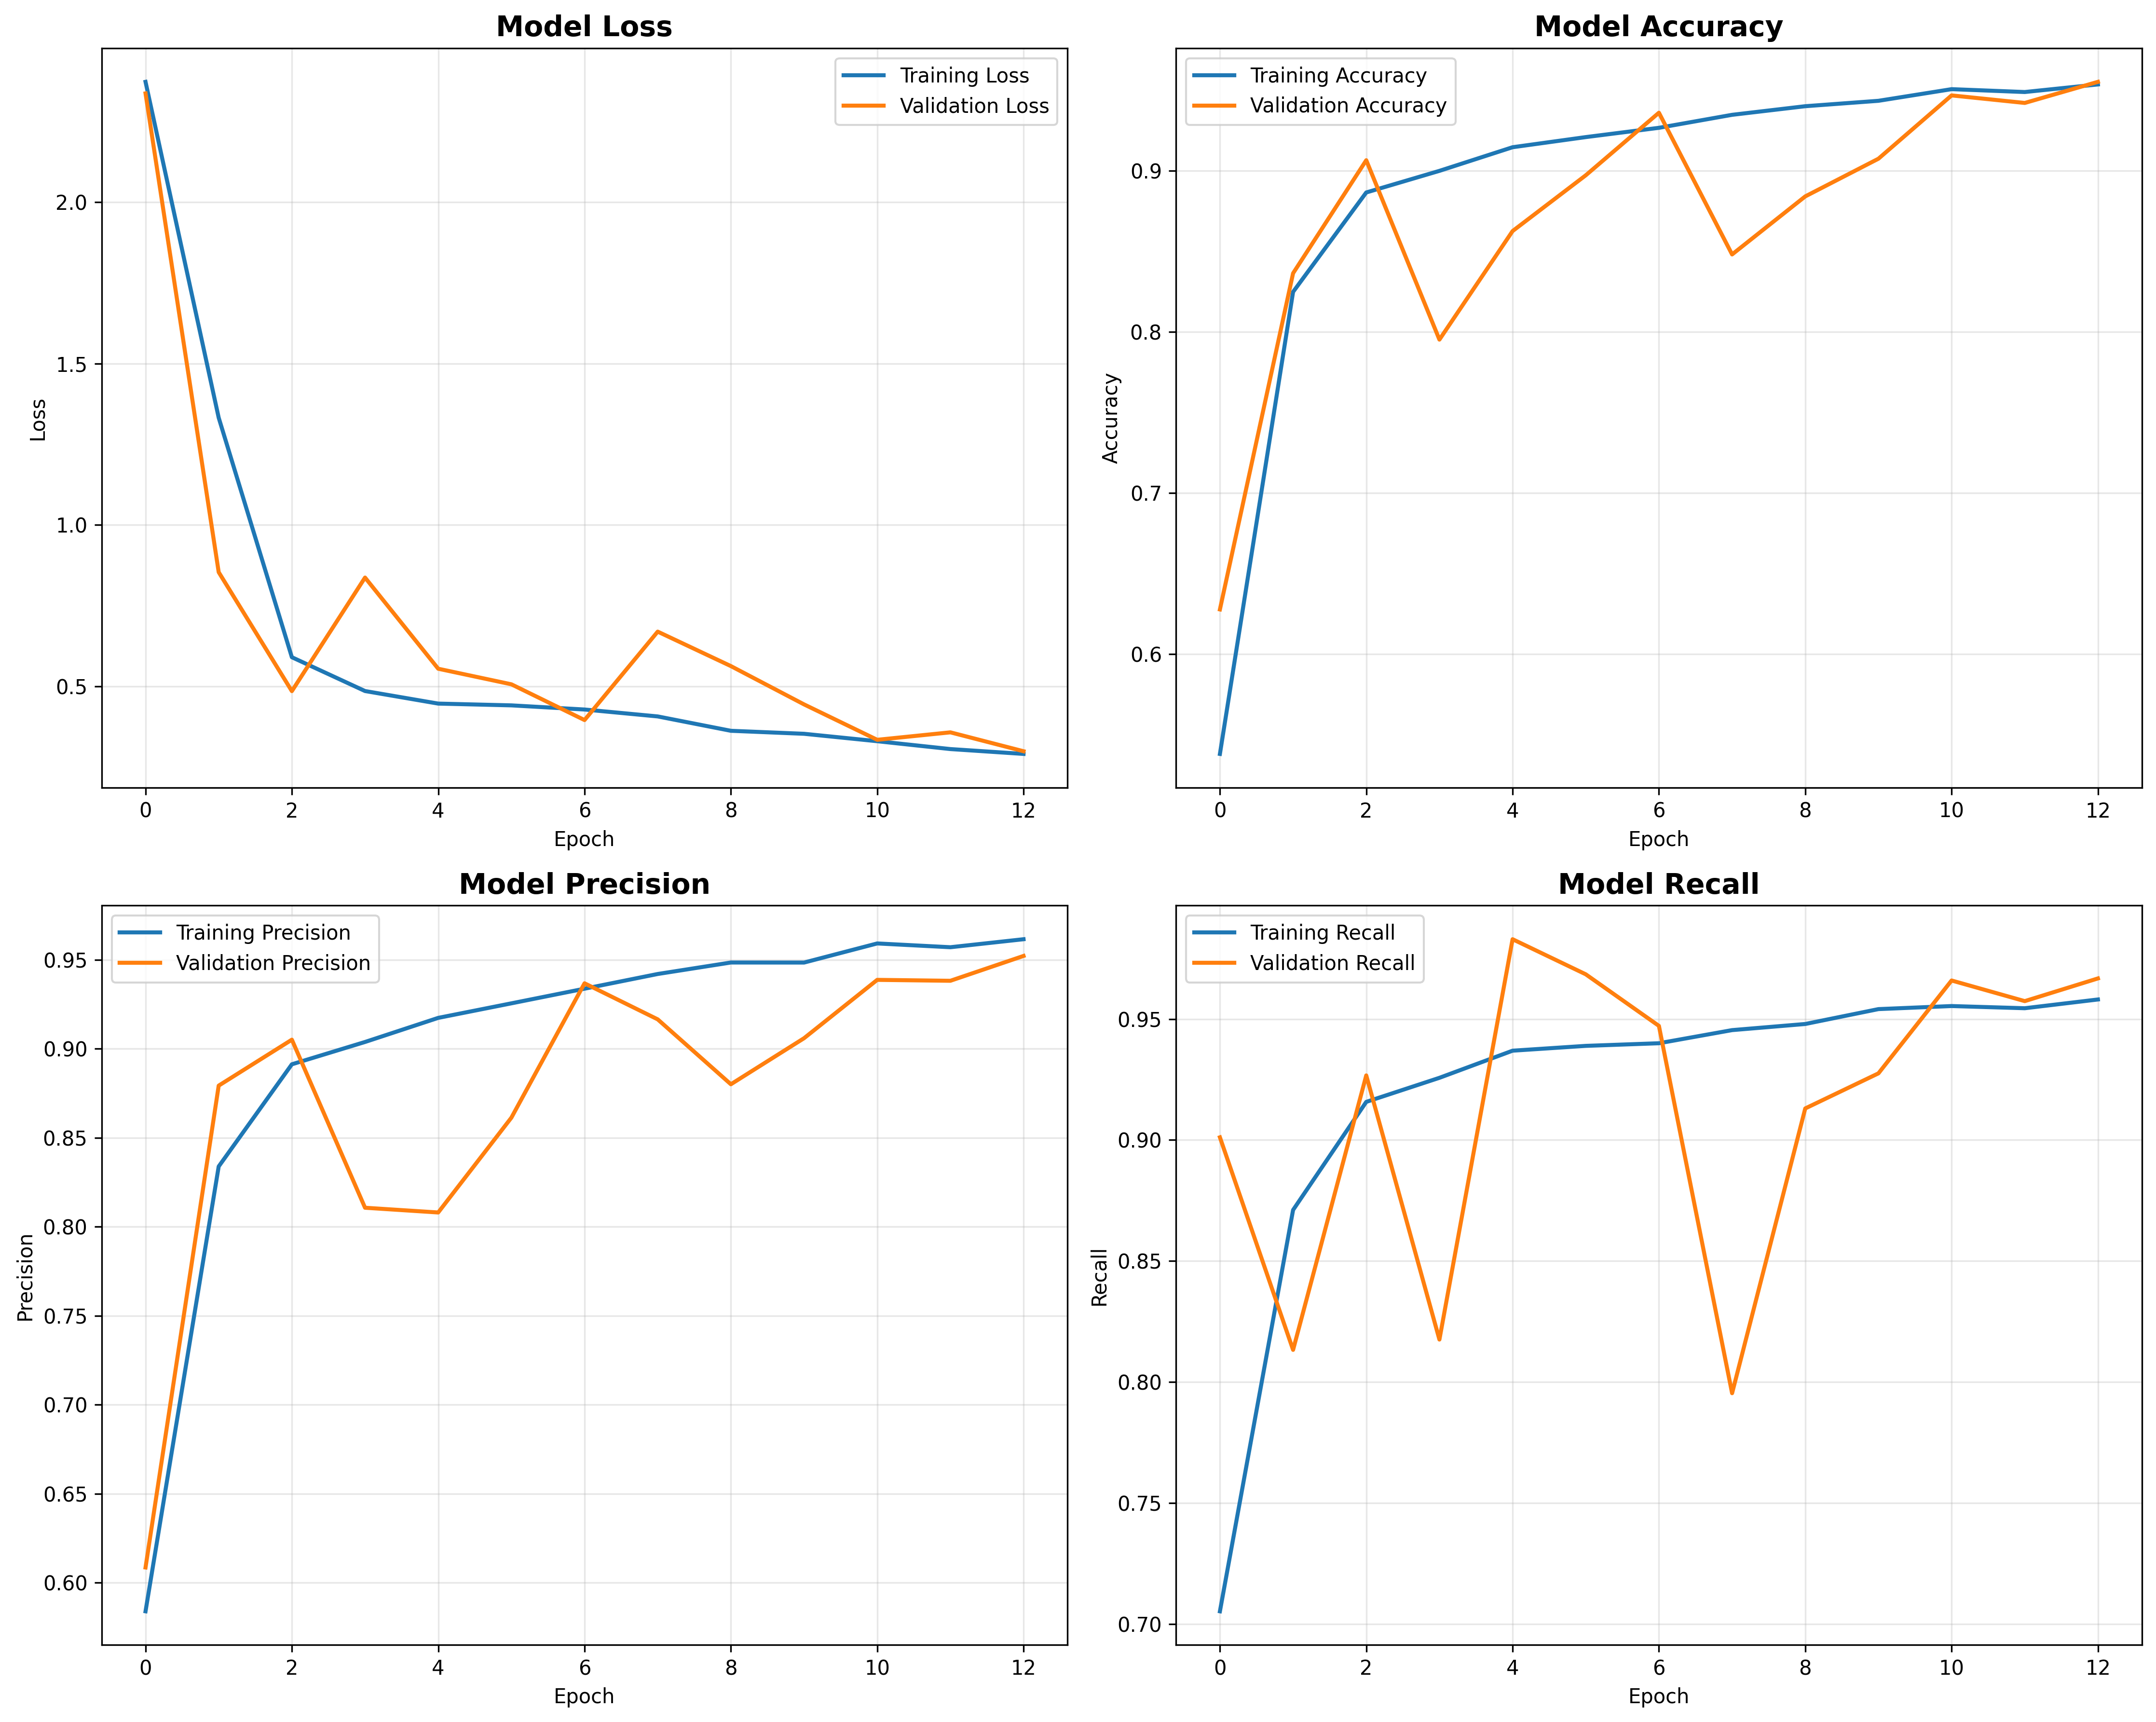 Model Loss
Training Loss
Validation Loss
2.0
1.5
1.0
0.5
Loss
0 2 4 6 8 10 12
Epoch
Model Accuracy
Training Accuracy
Validation Accuracy
0.9
0.8
0.7
0.6
Accuracy
0 2 4 6 8 10 12
Epoch
Model Precision
Training Precision
Validation Precision
0.95
0.90
0.85
0.80
0.75
0.70
0.65
0.60
Precision
0 2 4 6 8 10 12
Epoch
Model Recall
Training Recall
Validation Recall
0.95
0.90
0.85
0.80
0.75
0.70
Recall
0 2 4 6 8 10 12
Epoch